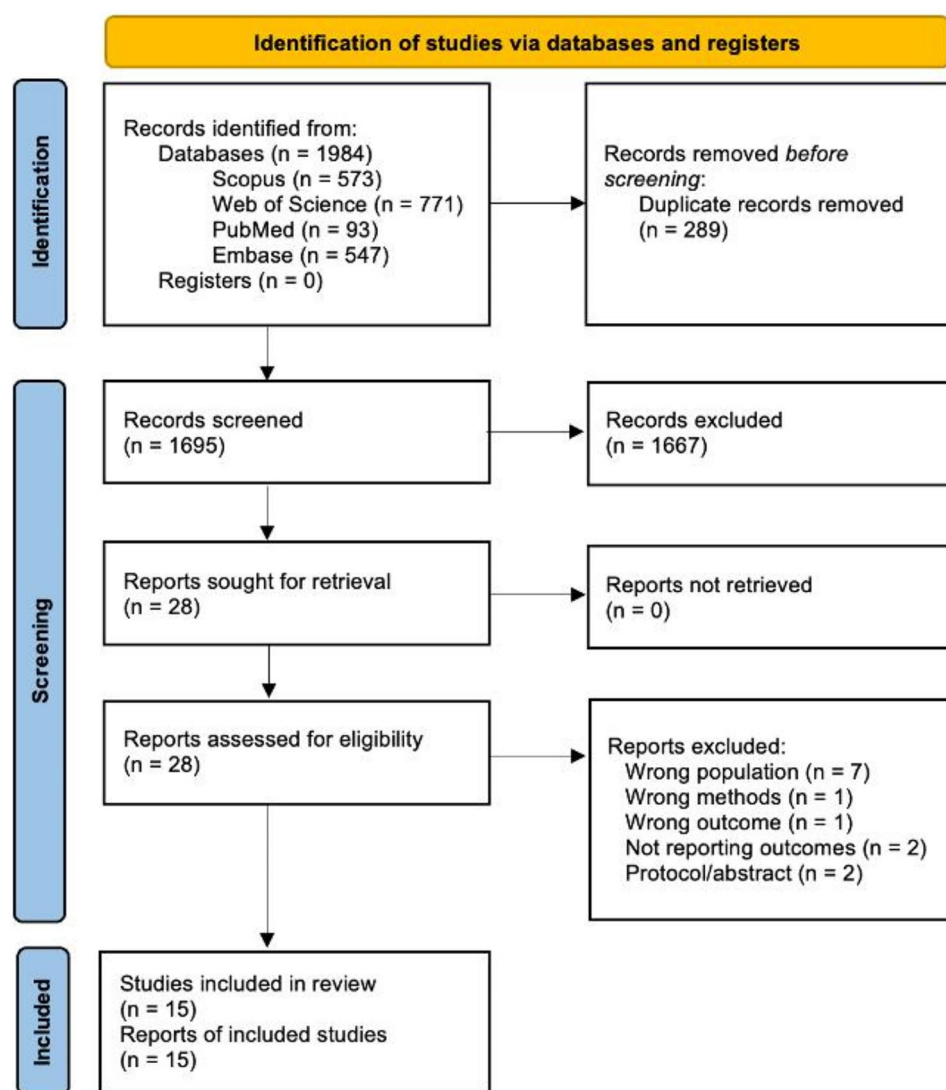 Identification of studies via databases and registers
Identification
Records identified from:
Databases (n = 1984)
Scopus (n = 573)
Web of Science (n = 771)
PubMed (n = 93)
Embase (n = 547)
Registers (n = 0)
Records removed before
screening:
Duplicate records removed
(n = 289)
Screening
Records screened
(n = 1695)
Records excluded
(n = 1667)
Reports sought for retrieval
(n = 28)
Reports not retrieved
(n = 0)
Reports assessed for eligibility
(n = 28)
Reports excluded:
Wrong population (n = 7)
Wrong methods (n = 1)
Wrong outcome (n = 1)
Not reporting outcomes (n = 2)
Protocol/abstract (n = 2)
Included
Studies included in review
(n = 15)
Reports of included studies
(n = 15)